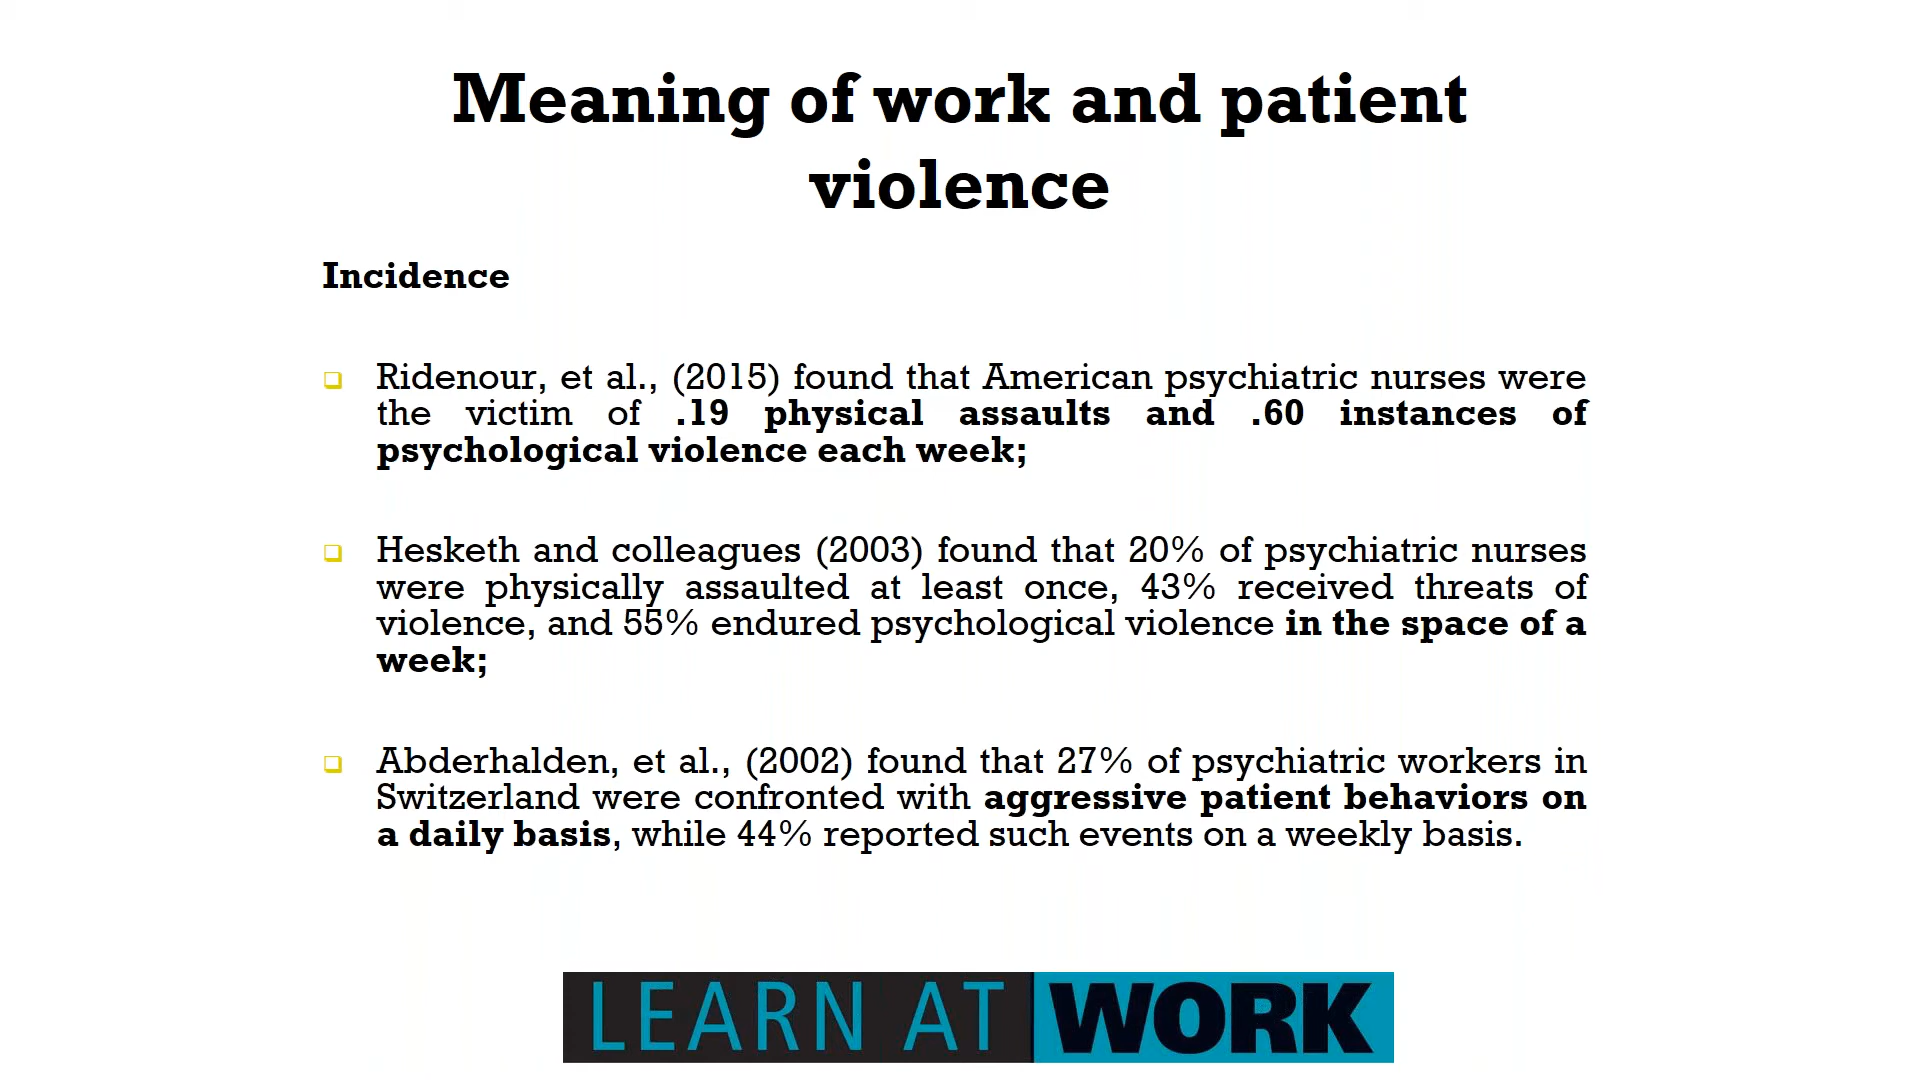 Meaning of work and patient
violence
Incidence
Ridenour, et al., (2015) found that American psychiatric nurses were
the victim of .19 physical assaults and .60 instances of
psychological violence each week;
Hesketh and colleagues (2003) found that 20% of psychiatric nurses
were physically assaulted at least once, 43% received threats of
violence, and 55% endured psychological violence in the space of a
week;
Abderhalden, et al., (2002) found that 27% of psychiatric workers in
Switzerland were confronted with aggressive patient behaviors on
a daily basis, while 44% reported such events on a weekly basis.
LEARN AT WORK